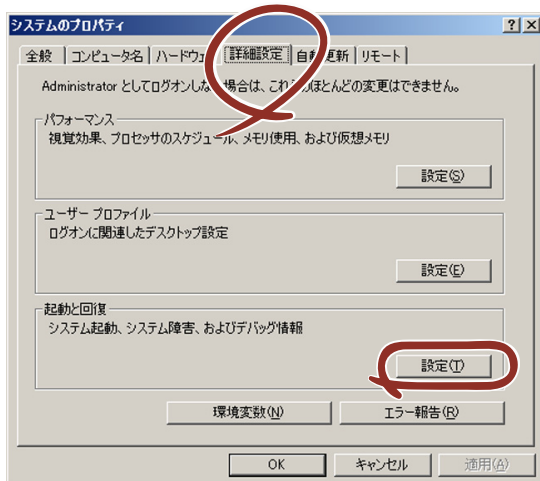 システムのプロパティ
全般 コンピュータ名 ハードウェ 詳細設定 自動更新 リモート
Administrator としてログオンしない場合は、これらのほとんどの変更はできません。
パフォーマンス
視覚効果、プロセッサのスケジュール、メモリ使用、および仮想メモリ
設定(S)
ユーザー プロファイル
ログオンに関連したデスクトップ設定
設定(E)
起動と回復
システム起動、システム障害、およびデバッグ情報
設定(T)
環境変数(N) エラー報告(R)
OK キャンセル 適用(A)